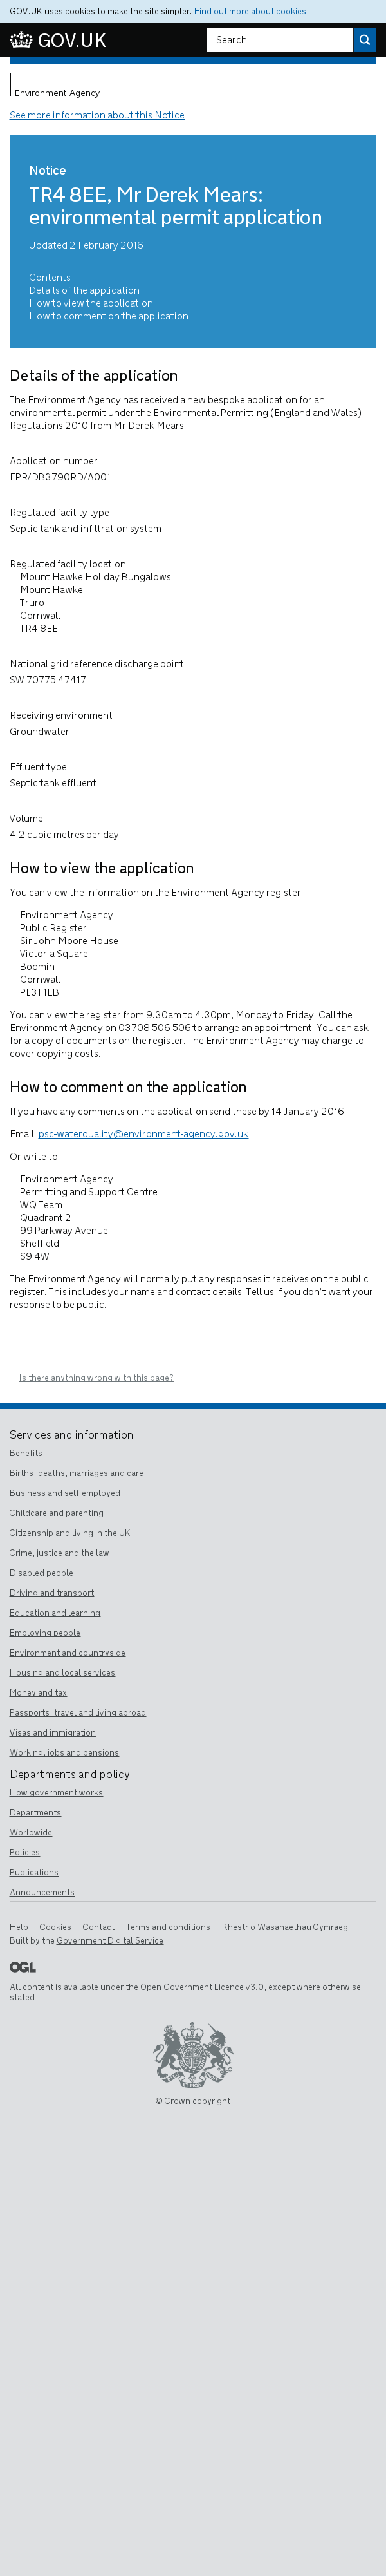 GOV.UK uses cookies to make the site simpler. Find out more about cookies
GOV.UK
Search
Environment Agency
See more information about this Notice
Notice
TR4 8EE, Mr Derek Mears:
environmental permit application
Updated 2 February 2016
Contents
Details of the application
How to view the application
How to comment on the application
Details of the application
The Environment Agency has received a new bespoke application for an
environmental permit under the Environmental Permitting (England and Wales)
Regulations 2010 from Mr Derek Mears.
Application number
EPR/DB3790RD/A001
Regulated facility type
Septic tank and infiltration system
Regulated facility location
Mount Hawke Holiday Bungalows
Mount Hawke
Truro
Cornwall
TR4 8EE
National grid reference discharge point
SW 70775 47417
Receiving environment
Groundwater
Effluent type
Septic tank effluent
Volume
4.2 cubic metres per day
How to view the application
You can view the information on the Environment Agency register
Environment Agency
Public Register
Sir John Moore House
Victoria Square
Bodmin
Cornwall
PL31 1EB
You can view the register from 9.30am to 4.30pm, Monday to Friday. Call the
Environment Agency on 03708 506 506 to arrange an appointment. You can ask
for a copy of documents on the register. The Environment Agency may charge to
cover copying costs.
How to comment on the application
If you have any comments on the application send these by 14 January 2016.
Email: psc-waterquality@environment-agency.gov.uk
Or write to:
Environment Agency
Permitting and Support Centre
WQ Team
Quadrant 2
99 Parkway Avenue
Sheffield
S9 4WF
The Environment Agency will normally put any responses it receives on the public
register. This includes your name and contact details. Tell us if you don't want your
response to be public.
Is there anything wrong with this page?
Services and information
Benefits
Births, deaths, marriages and care
Business and self-employed
Childcare and parenting
Citizenship and living in the UK
Crime, justice and the law
Disabled people
Driving and transport
Education and learning
Employing people
Environment and countryside
Housing and local services
Money and tax
Passports, travel and living abroad
Visas and immigration
Working, jobs and pensions
Departments and policy
How government works
Departments
Worldwide
Policies
Publications
Announcements
Help Cookies Contact Terms and conditions Rhestr o Wasanaethau Cymraeg
Built by the Government Digital Service
OGL
All content is available under the Open Government Licence v3.0, except where otherwise
stated
© Crown copyright